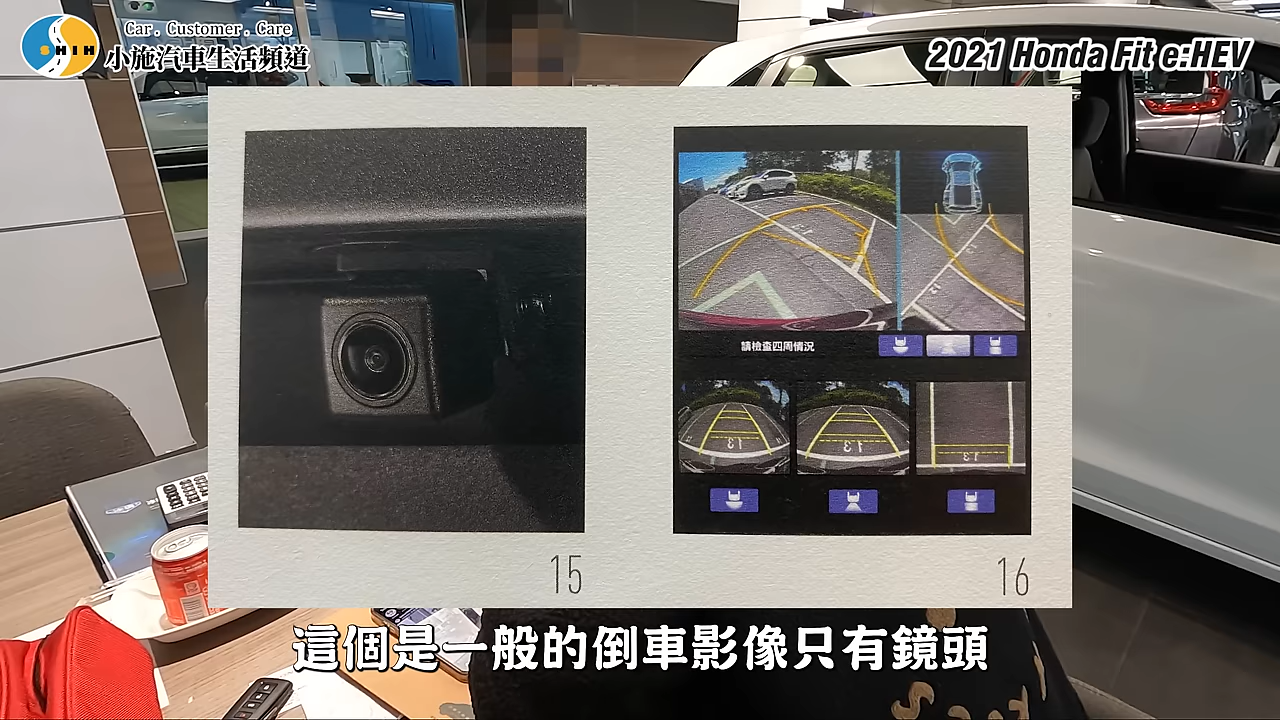 Car . Customer . Care
SHIH 小施汽車生活頻道
2021 Honda Fit e:HEV
請檢查四周情況
15
16
這個是一般的倒車影像只有鏡頭